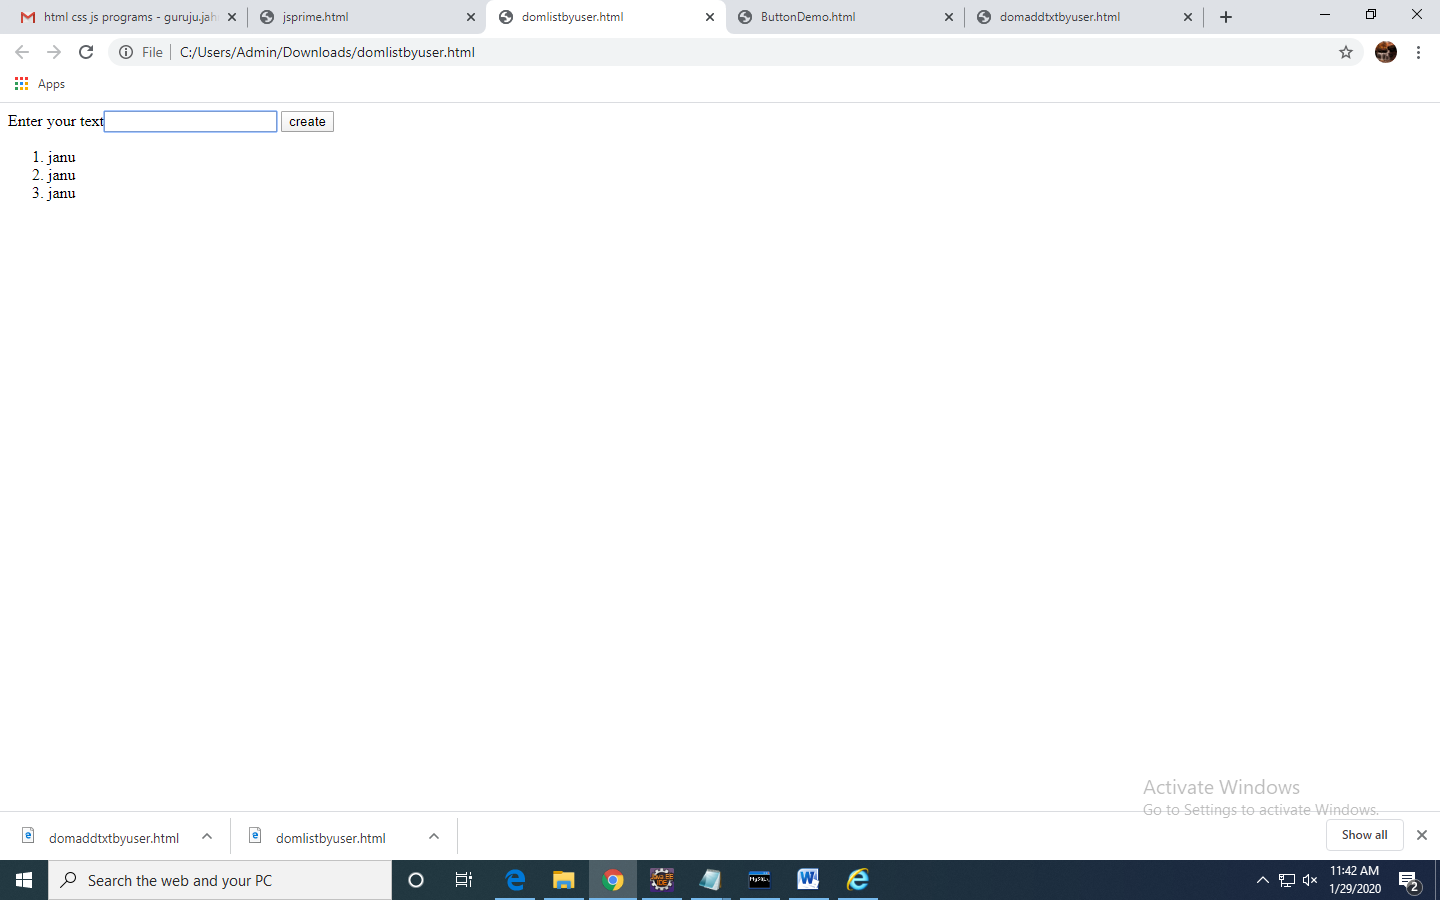 html css js programs - guruju.jah
jsprime.html
domlistbyuser.html
ButtonDemo.html
domaddtxtbyuser.html
File
C:/Users/Admin/Downloads/domlistbyuser.html
Apps
Enter your text
create
1. janu
2. janu
3. janu
Activate Windows
Go to Settings to activate Windows.
domaddtxtbyuser.html
domlistbyuser.html
Show all
Search the web and your PC
11:42 AM
1/29/2020
2